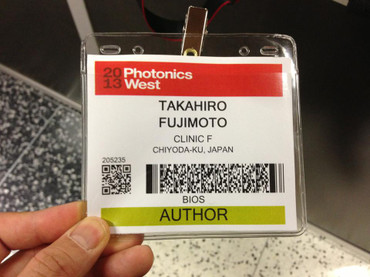 20 Photonics
13 West
TAKAHIRO
FUJIMOTO
CLINIC F
CHIYODA-KU, JAPAN
205235
BIOS
AUTHOR